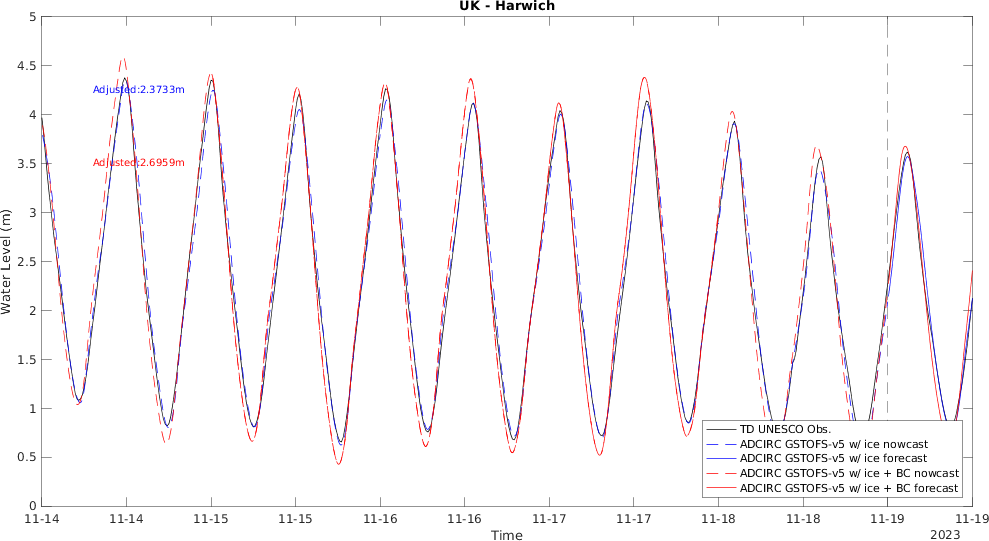 UK - Harwich
5
4.5
4
3.5
3
2.5
2
1.5
1
0.5
0
Water Level (m)
Adjusted:2.3733m
Adjusted:2.6959m
TD UNESCO Obs.
ADCIRC GSTOFS-v5 w/ ice nowcast
ADCIRC GSTOFS-v5 w/ ice forecast
ADCIRC GSTOFS-v5 w/ ice + BC nowcast
ADCIRC GSTOFS-v5 w/ ice + BC forecast
11-14 11-14 11-15 11-15 11-16 11-16 11-17 11-17 11-18 11-18 11-19 11-19
Time
2023